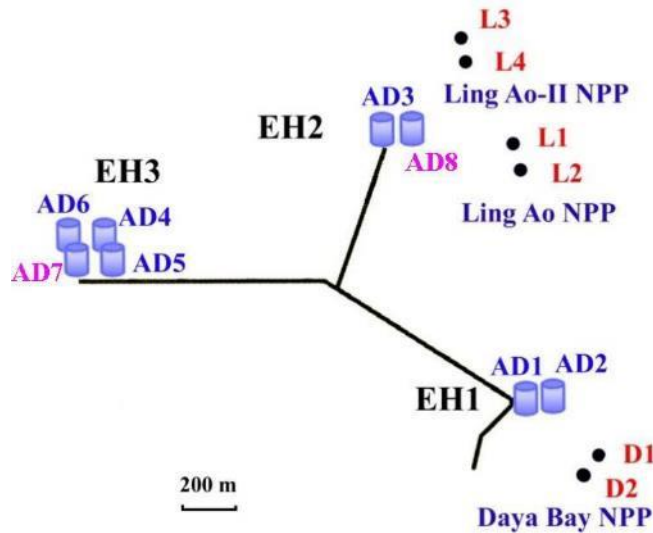 L3
L4
AD3
Ling Ao-II NPP
EH2
L1
AD8
EH3
L2
AD6
AD4
Ling Ao NPP
AD7
AD5
AD1
AD2
EH1
D1
200 m
D2
Daya Bay NPP